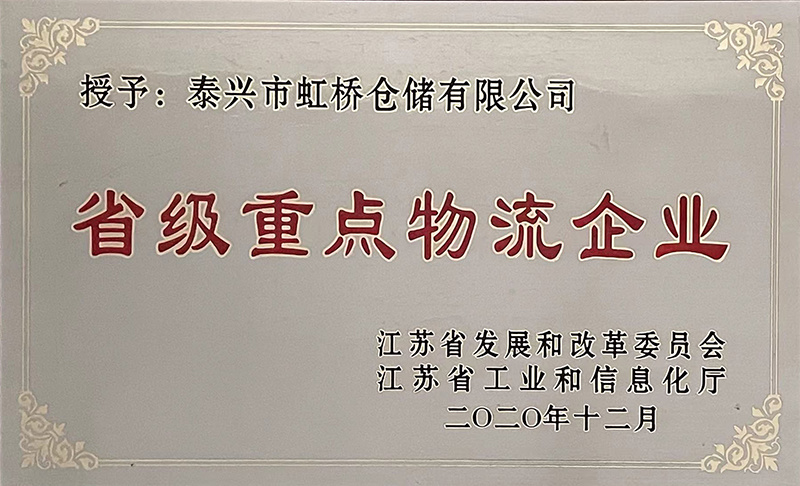 授予：泰兴市虹桥仓储有限公司
省级重点物流企业
江苏省发展和改革委员会
江苏省工业和信息化厅
二〇二〇年十二月